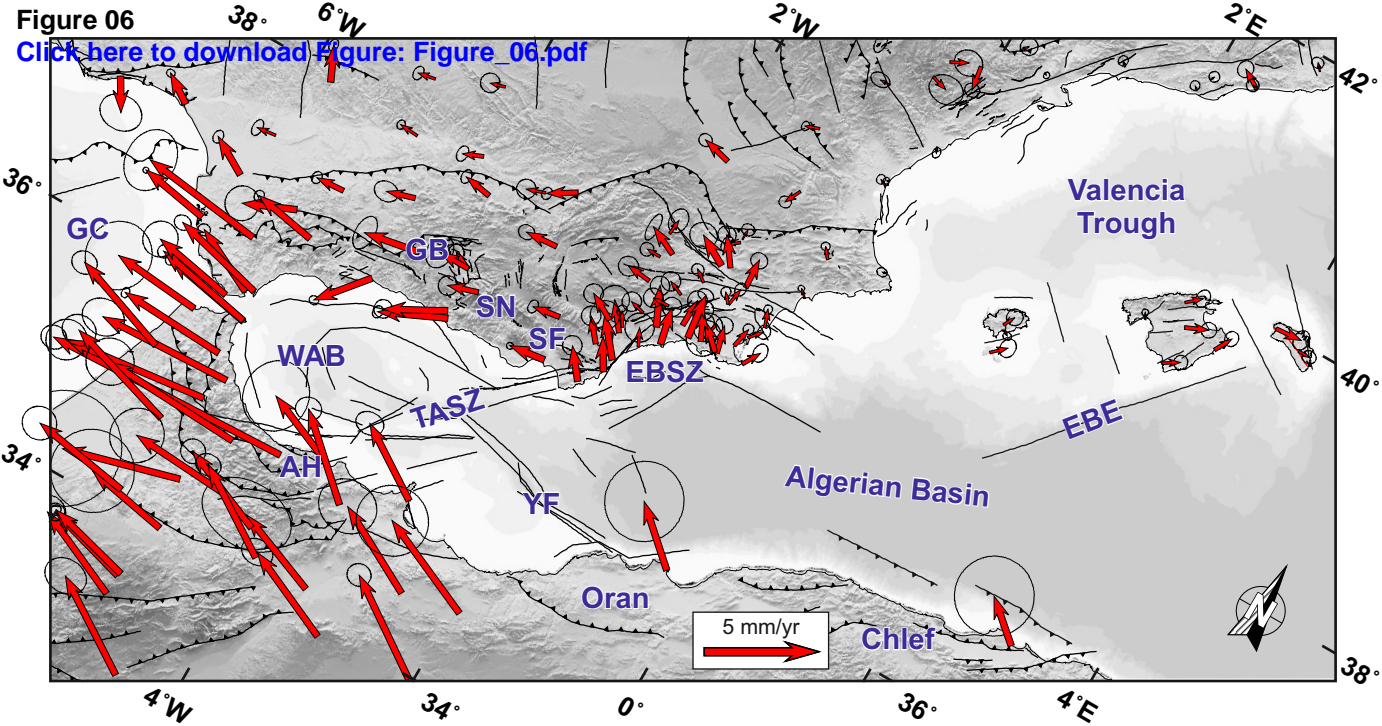 Figure 06
Click here to download Figure: Figure_06.pdf
38°
6°W
2°W
2°E
42°
36°
Valencia
Trough
GC
GB
SN
SF
WAB
EBSZ
TASZ
40°
EBE
34°
AH
Algerian Basin
YF
Oran
5 mm/yr
Chlef
38°
4°W
34°
0°
36°
4°E